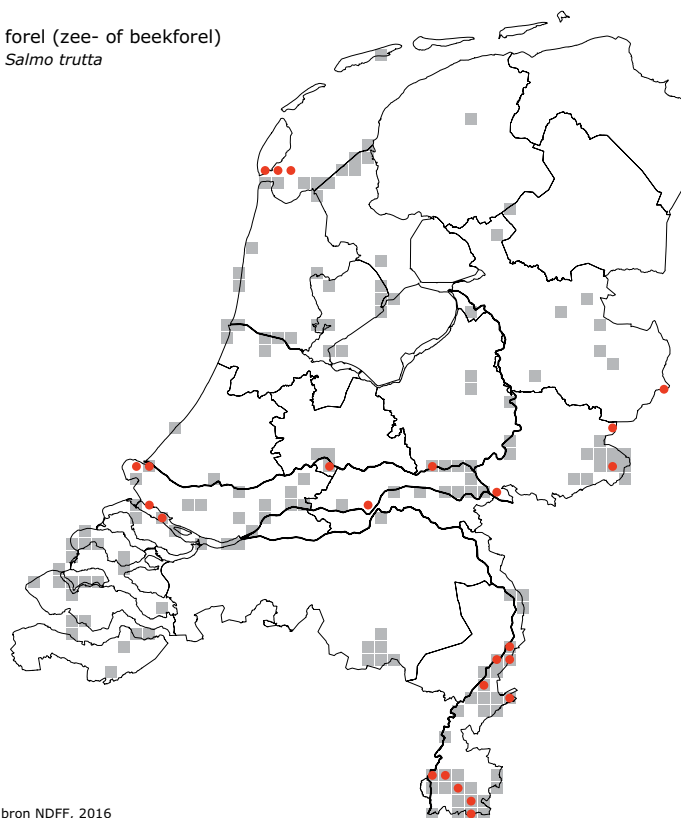 forel (zee- of beekforel)
Salmo trutta
bron NDFF, 2016